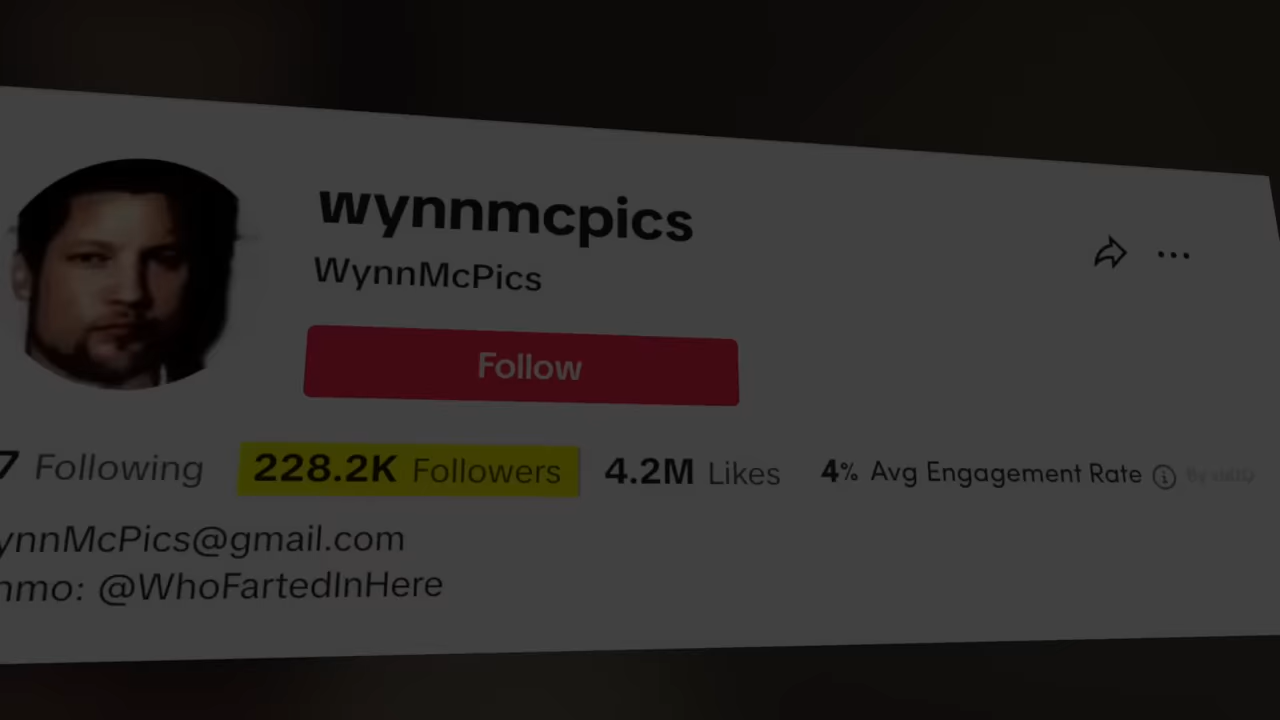 wynnmcpics
WynnMcPics
Follow
7 Following 228.2K Followers 4.2M Likes 4% Avg Engagement Rate
ynnMcPics@gmail.com
nmo: @WhoFartedInHere